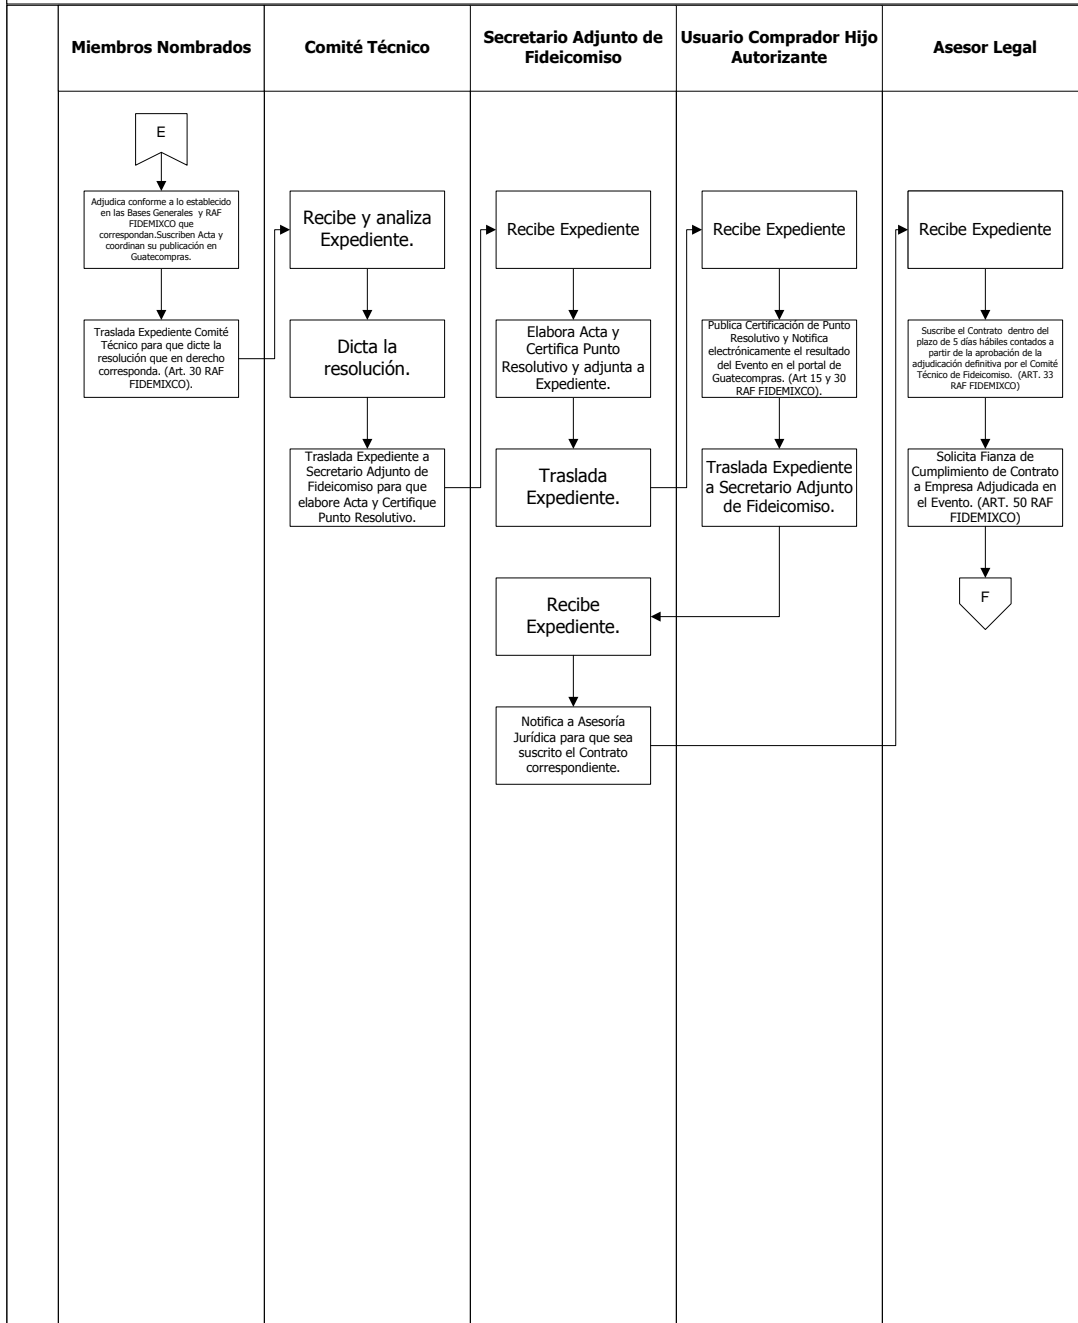 Miembros Nombrados
Comité Técnico
Secretario Adjunto de
Fideicomiso
Usuario Comprador Hijo
Autorizante
Asesor Legal
E
Adjudica conforme a lo establecido
en las Bases Generales y RAF
FIDEMIXCO que
correspondan.Suscriben Acta y
coordinan su publicación en
Guatecompras.
Traslada Expediente Comité
Técnico para que dicte la
resolución que en derecho
corresponda. (Art. 30 RAF
FIDEMIXCO).
Recibe y analiza
Expediente.
Dicta la
resolución.
Traslada Expediente a
Secretario Adjunto de
Fideicomiso para que
elabore Acta y Certifique
Punto Resolutivo.
Recibe Expediente
Elabora Acta y
Certifica Punto
Resolutivo y adjunta a
Expediente.
Traslada
Expediente.
Recibe Expediente
Publica Certificación de Punto
Resolutivo y Notifica
electrónicamente el resultado
del Evento en el portal de
Guatecompras. (Art 15 y 30
RAF FIDEMIXCO).
Traslada Expediente
a Secretario Adjunto
de Fideicomiso.
Recibe
Expediente.
Notifica a Asesoría
Jurídica para que sea
suscrito el Contrato
correspondiente.
Recibe Expediente
Suscribe el Contrato dentro del
plazo de 5 días hábiles contados a
partir de la aprobación de la
adjudicación definitiva por el Comité
Técnico de Fideicomiso. (ART. 33
RAF FIDEMIXCO)
Solicita Fianza de
Cumplimiento de Contrato
a Empresa Adjudicada en
el Evento. (ART. 50 RAF
FIDEMIXCO)
F